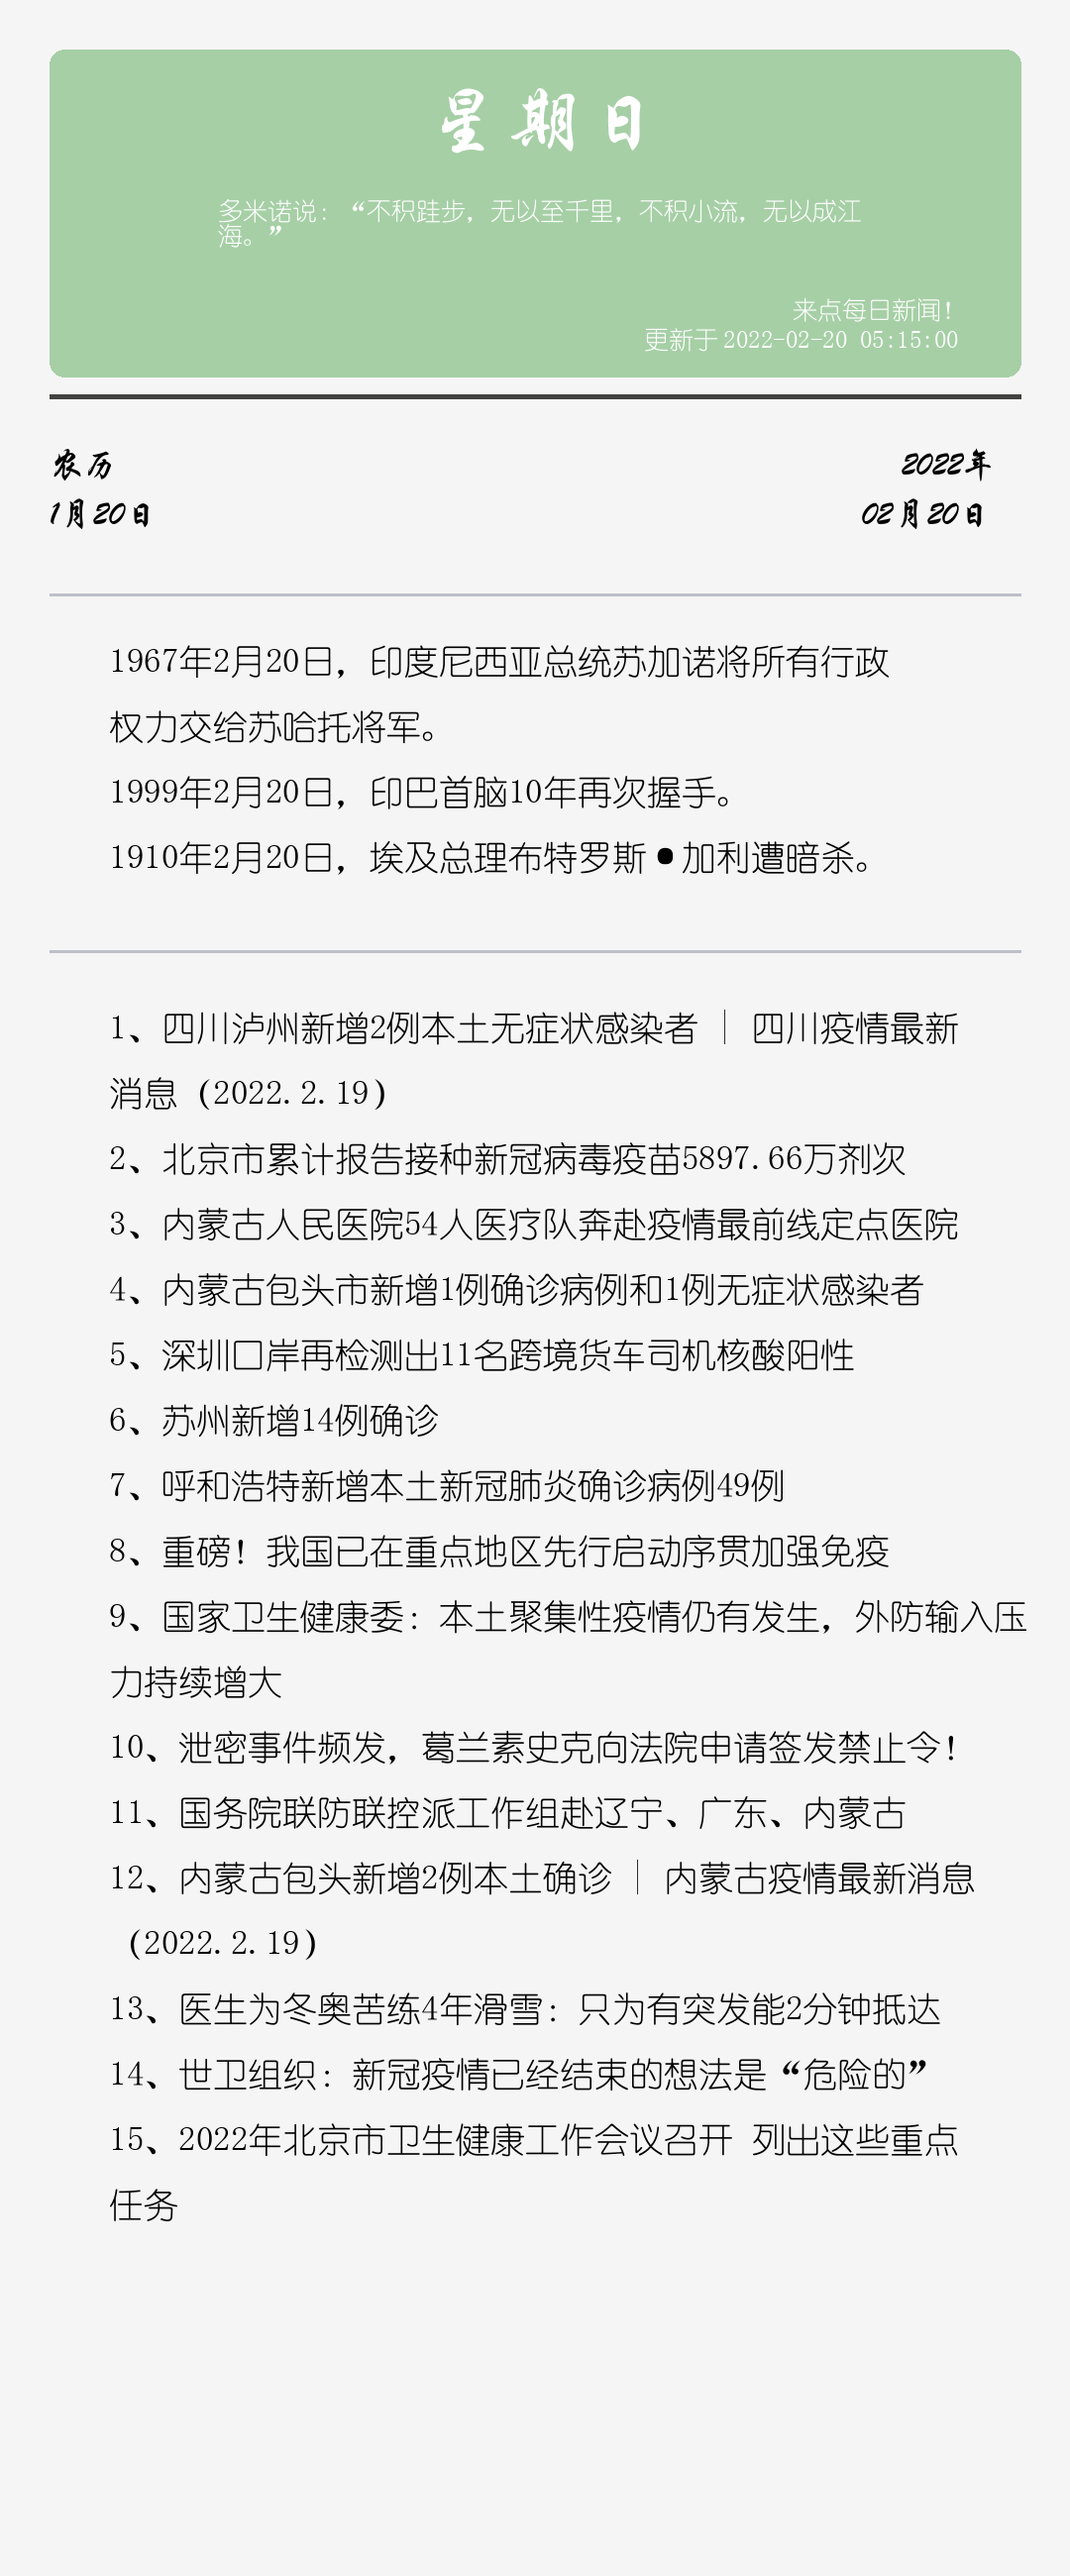 星期日
多米诺说：“不积跬步，无以至千里，不积小流，无以成江
海。”
来点每日新闻！
更新于 2022-02-20 05:15:00
农历
2022年
1月20日
02月20日
1967年2月20日，印度尼西亚总统苏加诺将所有行政
权力交给苏哈托将军。
1999年2月20日，印巴首脑10年再次握手。
1910年2月20日，埃及总理布特罗斯•加利遭暗杀。
1、四川泸州新增2例本土无症状感染者｜四川疫情最新
消息（2022.2.19）
2、北京市累计报告接种新冠病毒疫苗5897.66万剂次
3、内蒙古人民医院54人医疗队奔赴疫情最前线定点医院
4、内蒙古包头市新增1例确诊病例和1例无症状感染者
5、深圳口岸再检测出11名跨境货车司机核酸阳性
6、苏州新增14例确诊
7、呼和浩特新增本土新冠肺炎确诊病例49例
8、重磅！我国已在重点地区先行启动序贯加强免疫
9、国家卫生健康委：本土聚集性疫情仍有发生，外防输入压
力持续增大
10、泄密事件频发，葛兰素史克向法院申请签发禁止令！
11、国务院联防联控派工作组赴辽宁、广东、内蒙古
12、内蒙古包头新增2例本土确诊｜内蒙古疫情最新消息
（2022.2.19）
13、医生为冬奥苦练4年滑雪：只为有突发能2分钟抵达
14、世卫组织：新冠疫情已经结束的想法是“危险的”
15、2022年北京市卫生健康工作会议召开 列出这些重点
任务